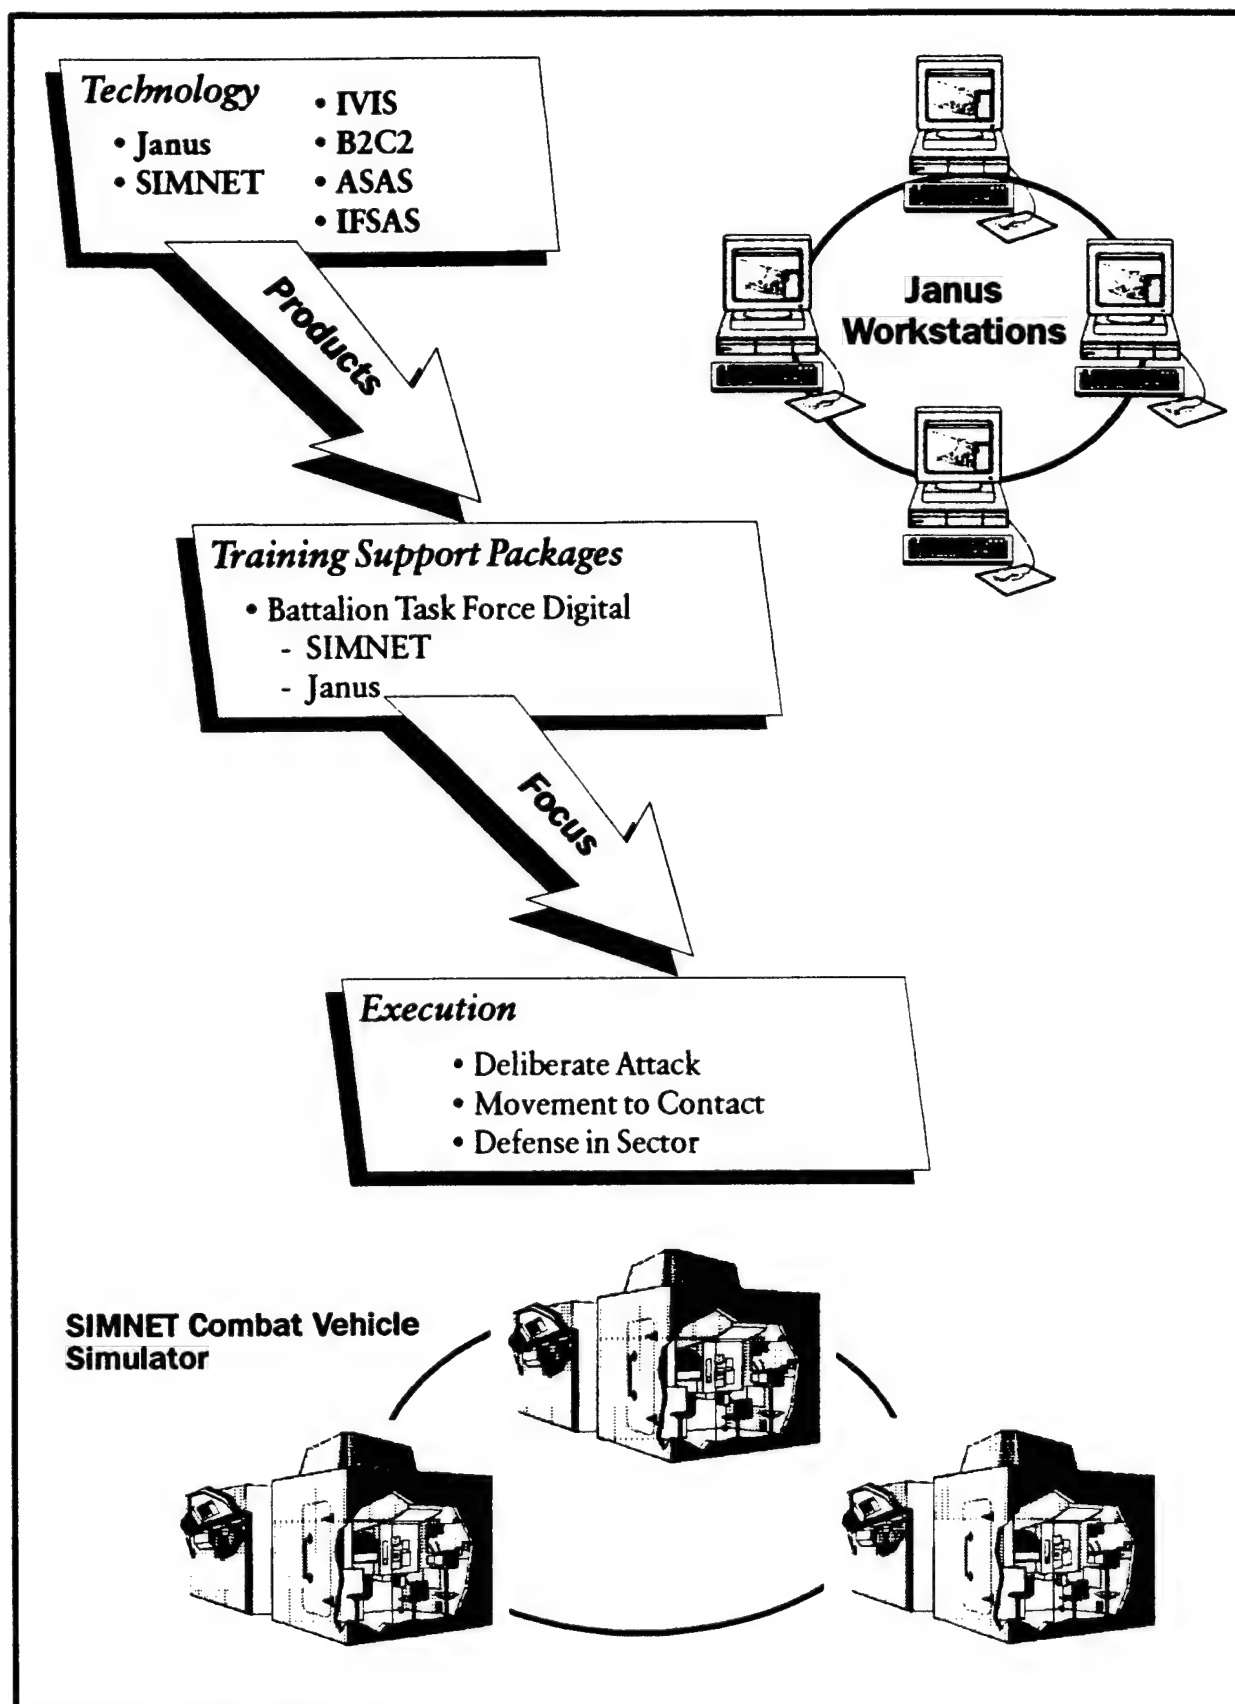 Technology
• Janus
• SIMNET
• IVIS
• B2C2
• ASAS
• IFSAS
Products
Janus
Workstations
Training Support Packages
• Battalion Task Force Digital
- SIMNET
- Janus
Focus
Execution
• Deliberate Attack
• Movement to Contact
• Defense in Sector
SIMNET Combat Vehicle
Simulator